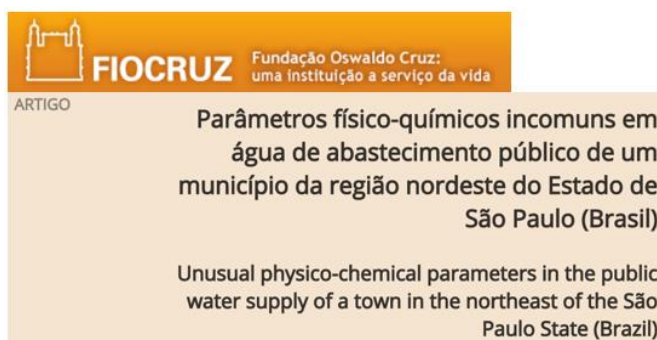 FIOCRUZ
Fundação Oswaldo Cruz:
uma instituição a serviço da vida
ARTIGO
Parâmetros físico-químicos incomuns em
água de abastecimento público de um
município da região nordeste do Estado de
São Paulo (Brasil)
Unusual physico-chemical parameters in the public
water supply of a town in the northeast of the São
Paulo State (Brazil)